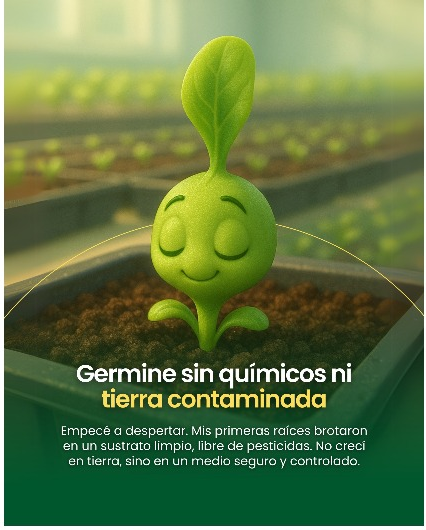 Germine sin químicos ni
tierra contaminada
Empecé a despertar. Mis primeras raíces brotaron
en un sustrato limpio, libre de pesticidas. No crecí
en tierra, sino en un medio seguro y controlado.